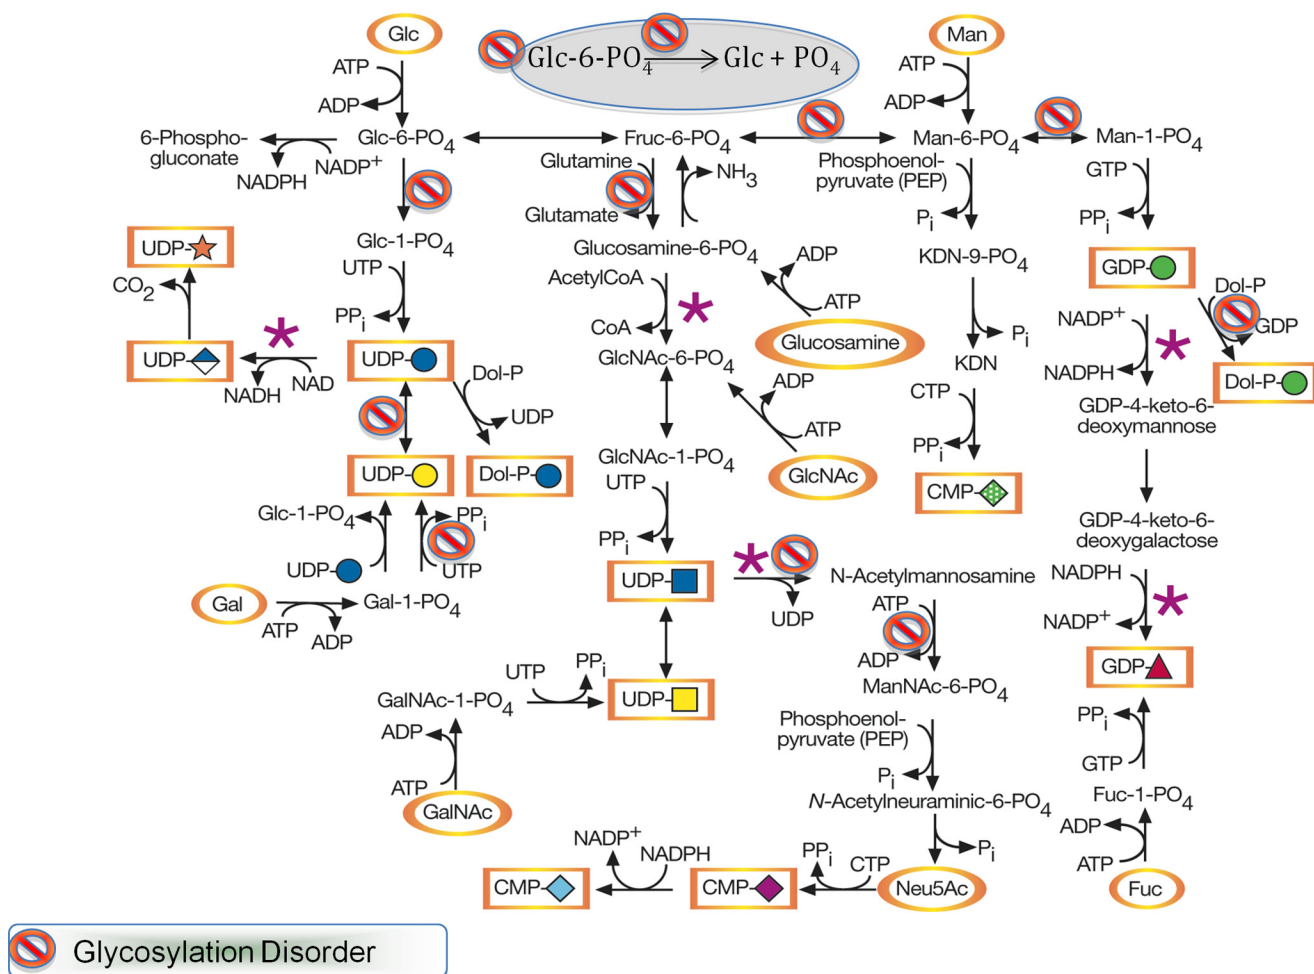 Glc
Glc-6-PO4 → Glc + PO4
Man
ATP
ADP
ATP
ADP
6-Phospho-
gluconate
Glc-6-PO4
Fruc-6-PO4
Man-6-PO4
Man-1-PO4
NADP+
NADPH
Glutamine
Glutamate
NH3
Phosphoenol-
pyruvate (PEP)
Pi
GTP
PPi
Glc-1-PO4
Glucosamine-6-PO4
KDN-9-PO4
UDP-
CO2
UTP
PPi
AcetylCoA
CoA
ADP
ATP
Glucosamine
Pi
GDP-
Dol-P
GDP
NADP+
NADPH
Dol-P-
UDP-
NAD
NADH
UDP-
Dol-P
UDP
GlcNAc-6-PO4
ADP
ATP
GlcNAc
KDN
CTP
PPi
GDP-4-keto-6-
deoxymannose
UDP-
Dol-P-
GlcNAc-1-PO4
UTP
PPi
CMP-
Glc-1-PO4
UDP-
PPi
UTP
GDP-4-keto-6-
deoxygalactose
Gal
ATP
ADP
Gal-1-PO4
UDP-
UDP
N-Acetylmannosamine
NADPH
NADP+
ATP
ADP
GalNAc-1-PO4
UTP
PPi
UDP-
ManNAc-6-PO4
GDP-
ADP
ATP
GalNAc
Phosphoenol-
pyruvate (PEP)
Pi
PPi
GTP
N-Acetylneuraminic-6-PO4
Fuc-1-PO4
NADP+
NADPH
PPi
CTP
Pi
ADP
ATP
CMP-
CMP-
Neu5Ac
Fuc
Glycosylation Disorder